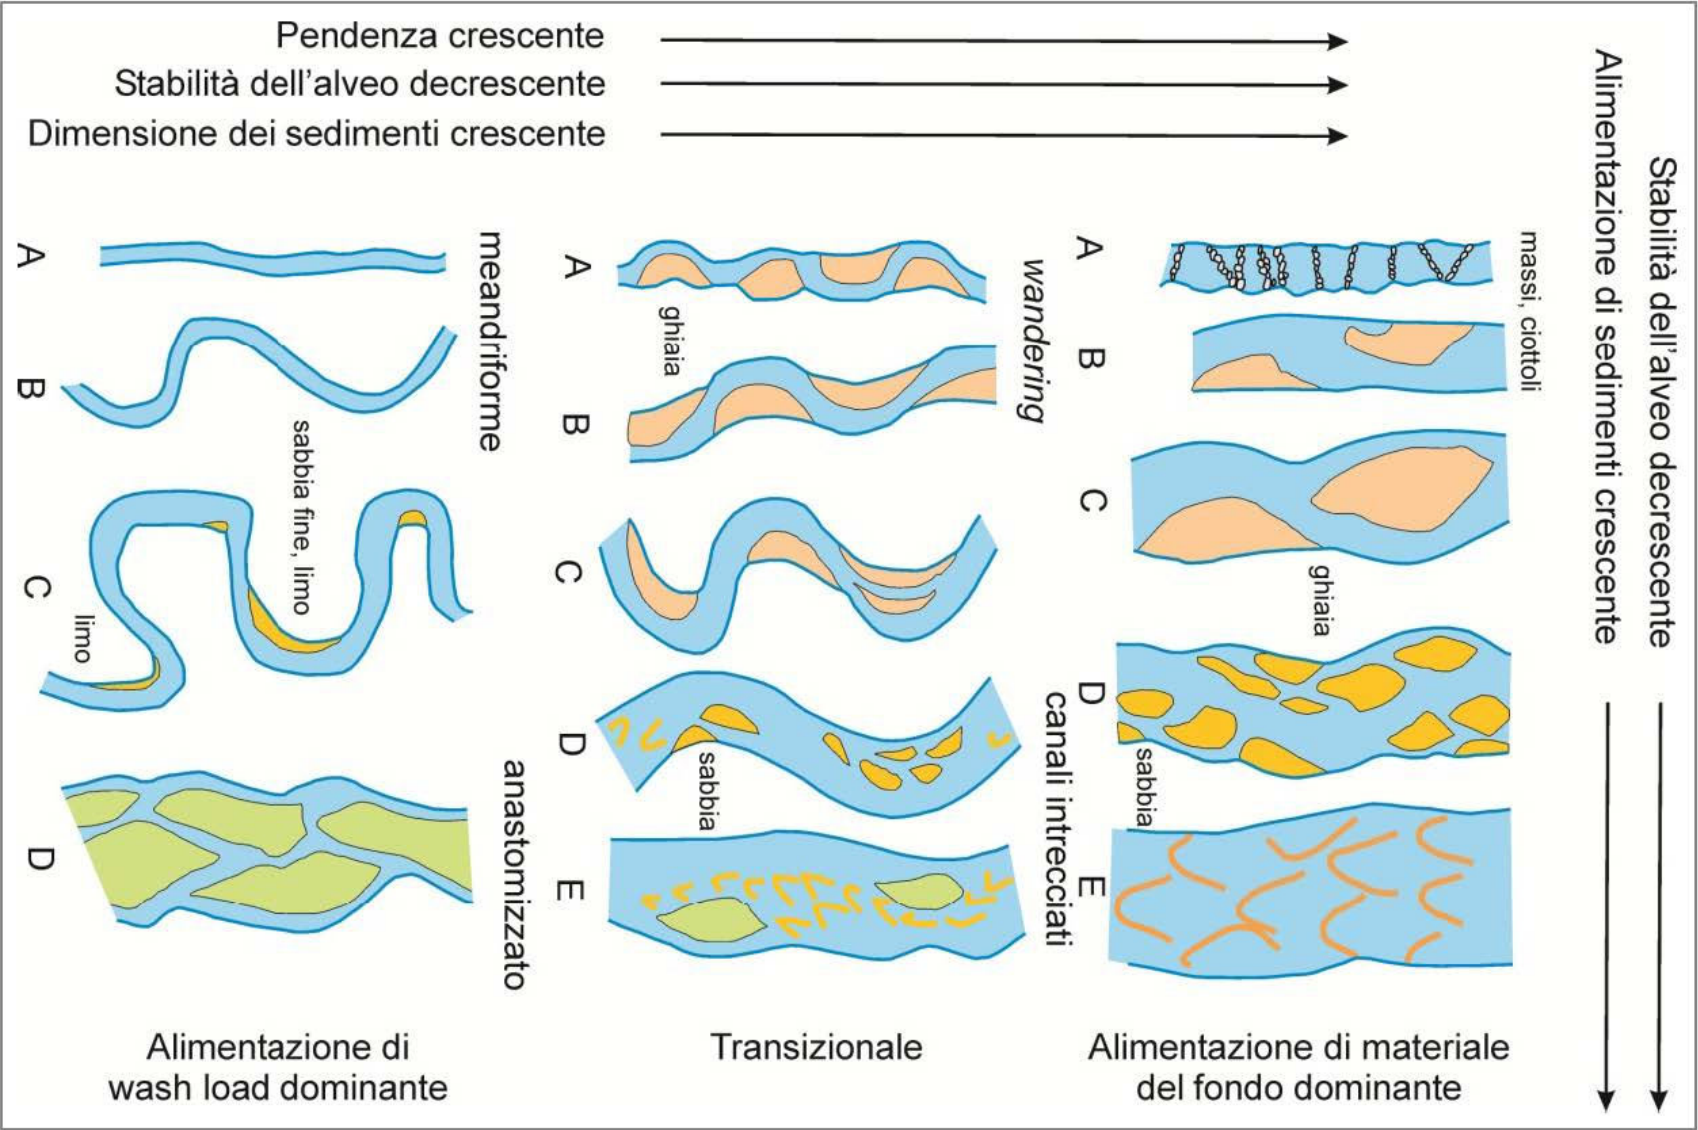 Pendenza crescente
Stabilità dell'alveo decrescente
Dimensione dei sedimenti crescente
Alimentazione di sedimenti crescente
Stabilità dell'alveo decrescente
A
B
C
D
meandriforme
sabbia fine, limo
limo
anastomizzato
A
B
C
D
E
wandering
ghiaia
sabbia
canali intrecciati
A
B
C
D
E
massi, ciottoli
ghiaia
sabbia
Alimentazione di
wash load dominante
Transizionale
Alimentazione di materiale
del fondo dominante